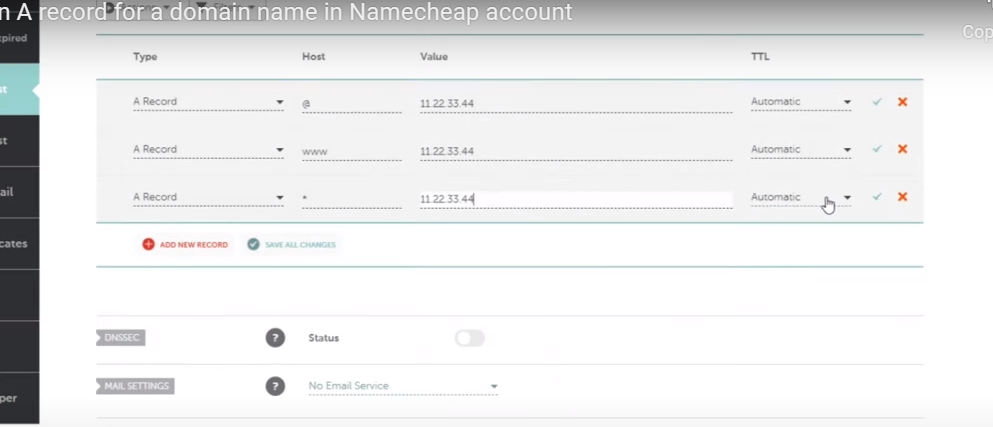 n A record for a domain name in Namecheap account
Cop
pired
Type Host Value TTL
st
A Record @ 11.22.33.44 Automatic
st
A Record www 11.22.33.44 Automatic
ail
A Record * 11.22.33.44 Automatic
cates
ADD NEW RECORD SAVE ALL CHANGES
DNSSEC ? Status
MAIL SETTINGS ? No Email Service
per